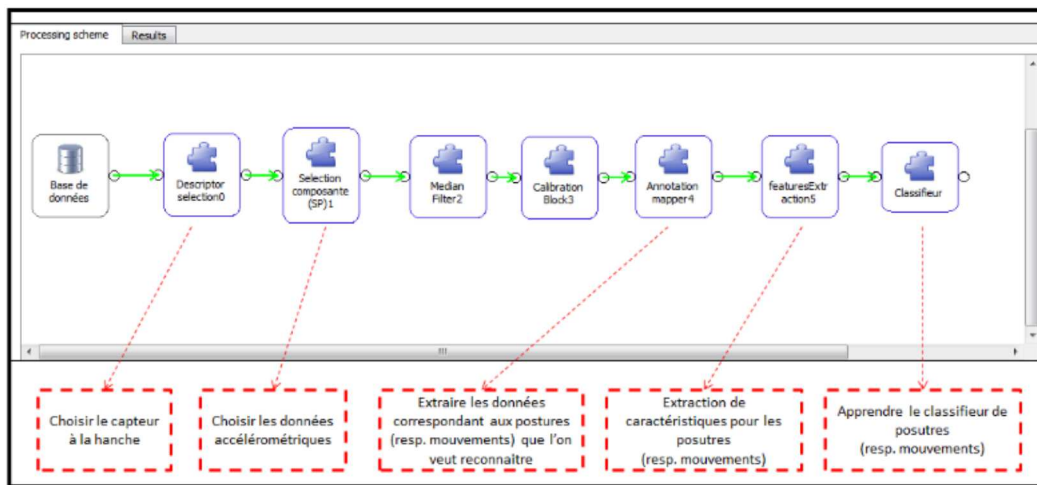 Processing scheme
Results
Base de
données
Descriptor
selection0
Selection
composante
(SP)1
Median
Filter2
Calibration
Block3
Annotation
mapper4
featuresExtr
action5
Classifieur
Choisir le capteur
à la hanche
Choisir les données
accélérométriques
Extraire les données
correspondant aux postures
(resp. mouvements) que l'on
veut reconnaître
Extraction de
caractéristiques pour les
posutres
(resp. mouvements)
Apprendre le classifieur de
posutres
(resp. mouvements)